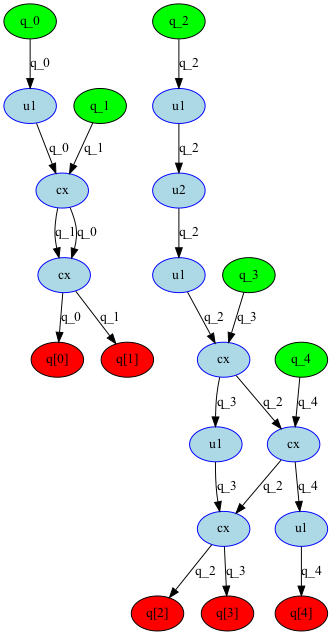 q_0 q_2
q_0 q_2
u1 q_1 u1
q_0 q_1 q_2
cx u2
q_1 q_0 q_2
cx u1 q_3
q_0 q_1 q_2 q_3
q[0] q[1] cx q_4
q_3 q_2 q_4
u1 cx
q_3 q_2 q_4
cx u1
q_2 q_3 q_4
q[2] q[3] q[4]